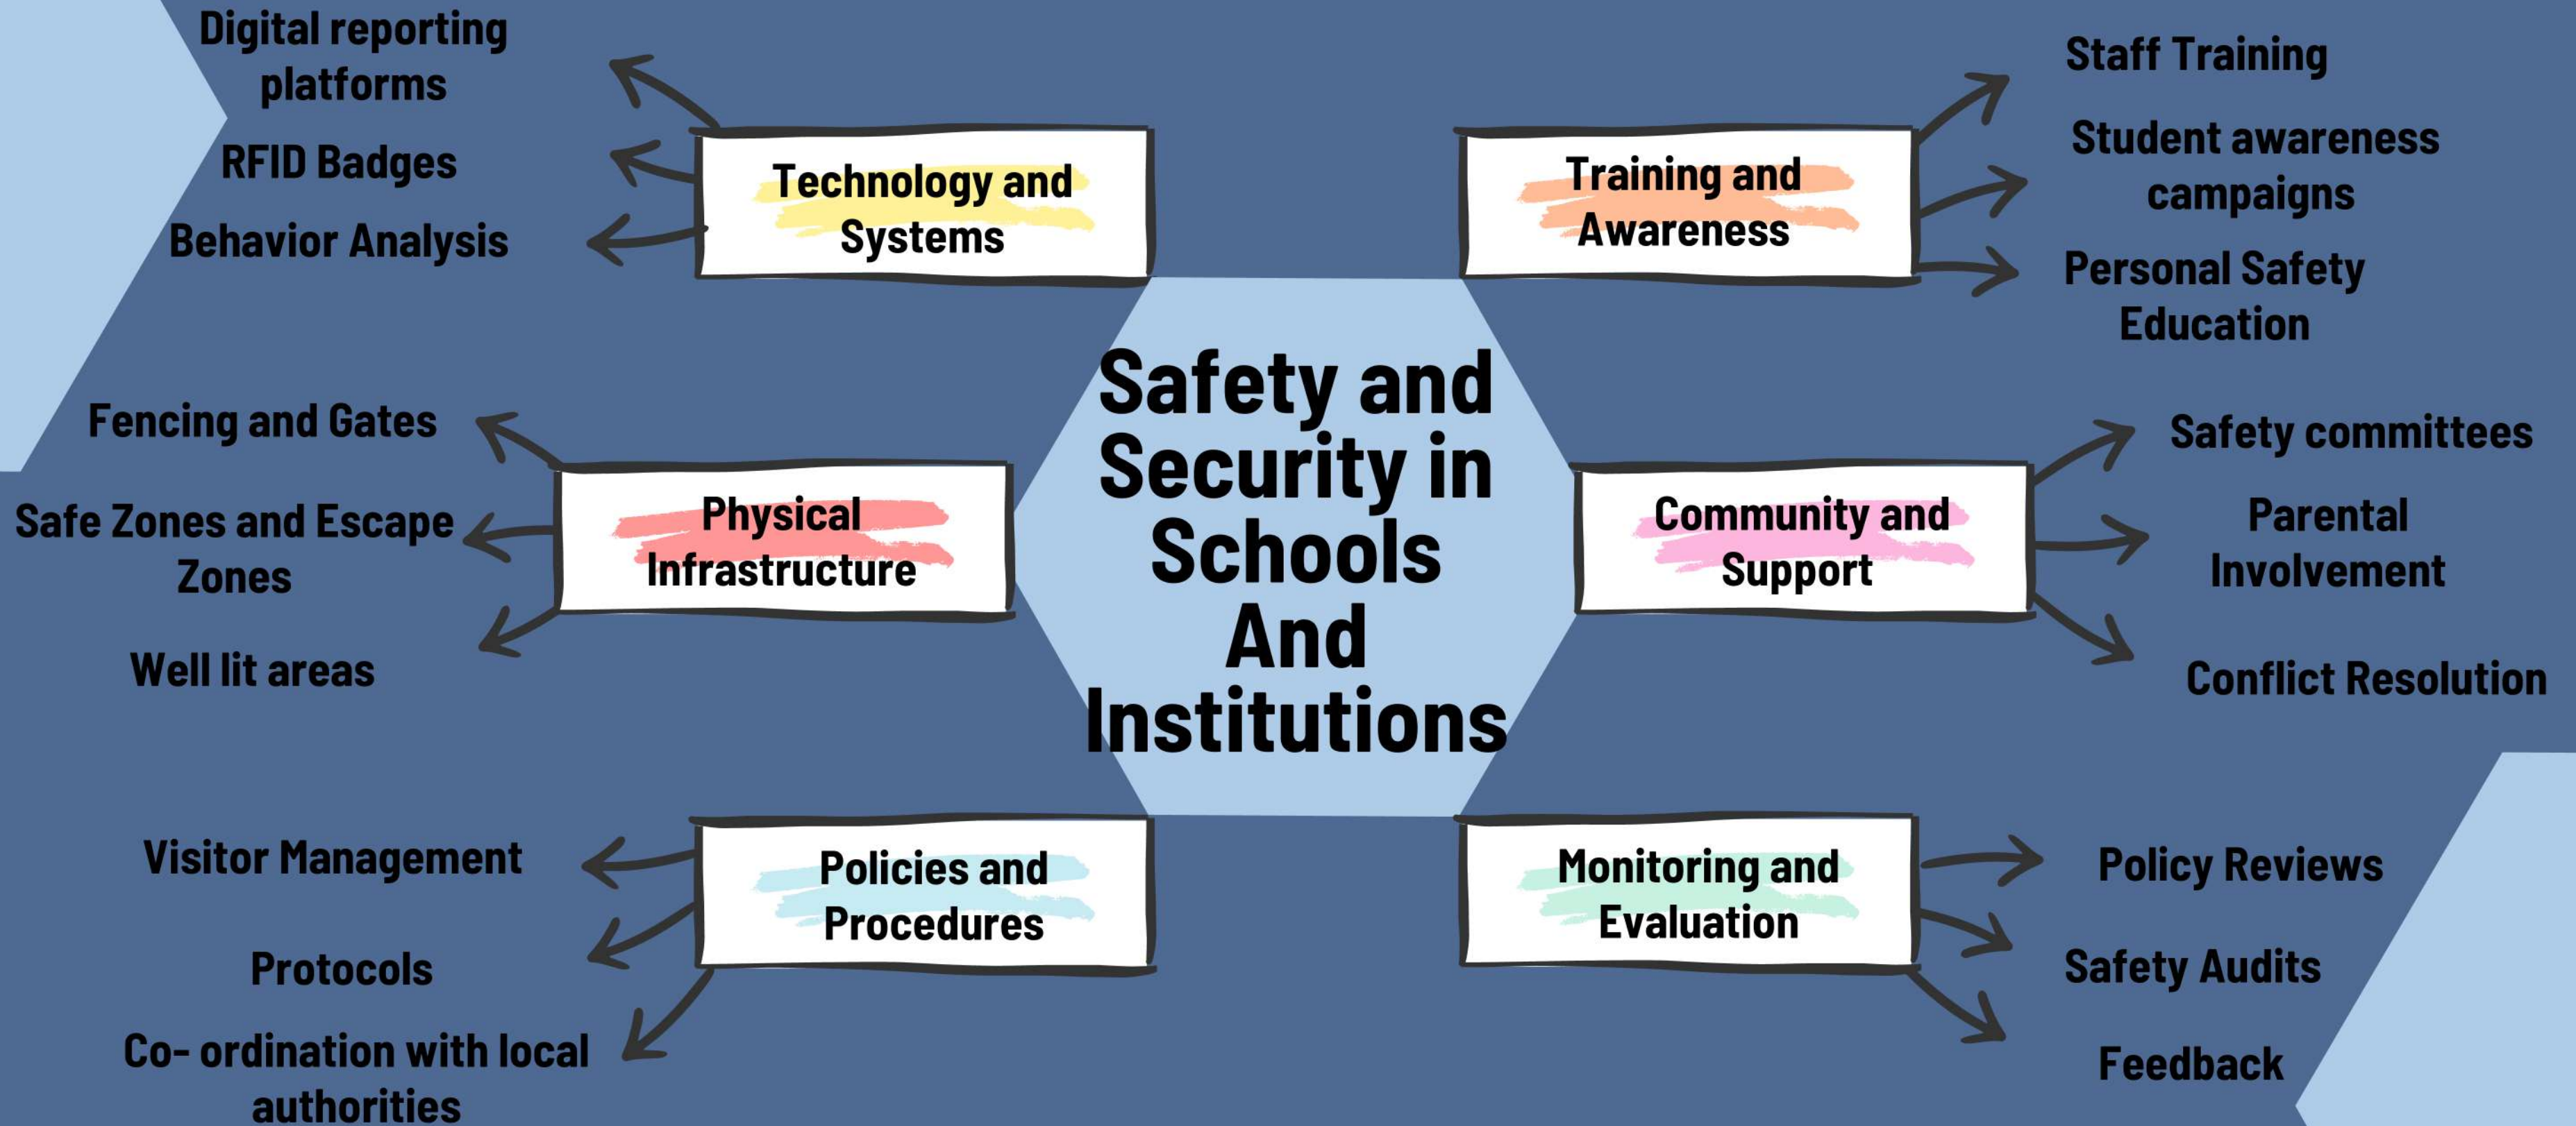 Digital reporting
platforms
RFID Badges
Behavior Analysis
Technology and
Systems
Training and
Awareness
Staff Training
Student awareness
campaigns
Personal Safety
Education
Safety and
Security in
Schools
And
Institutions
Fencing and Gates
Safe Zones and Escape
Zones
Well lit areas
Physical
Infrastructure
Community and
Support
Safety committees
Parental
Involvement
Conflict Resolution
Visitor Management
Protocols
Co- ordination with local
authorities
Policies and
Procedures
Monitoring and
Evaluation
Policy Reviews
Safety Audits
Feedback